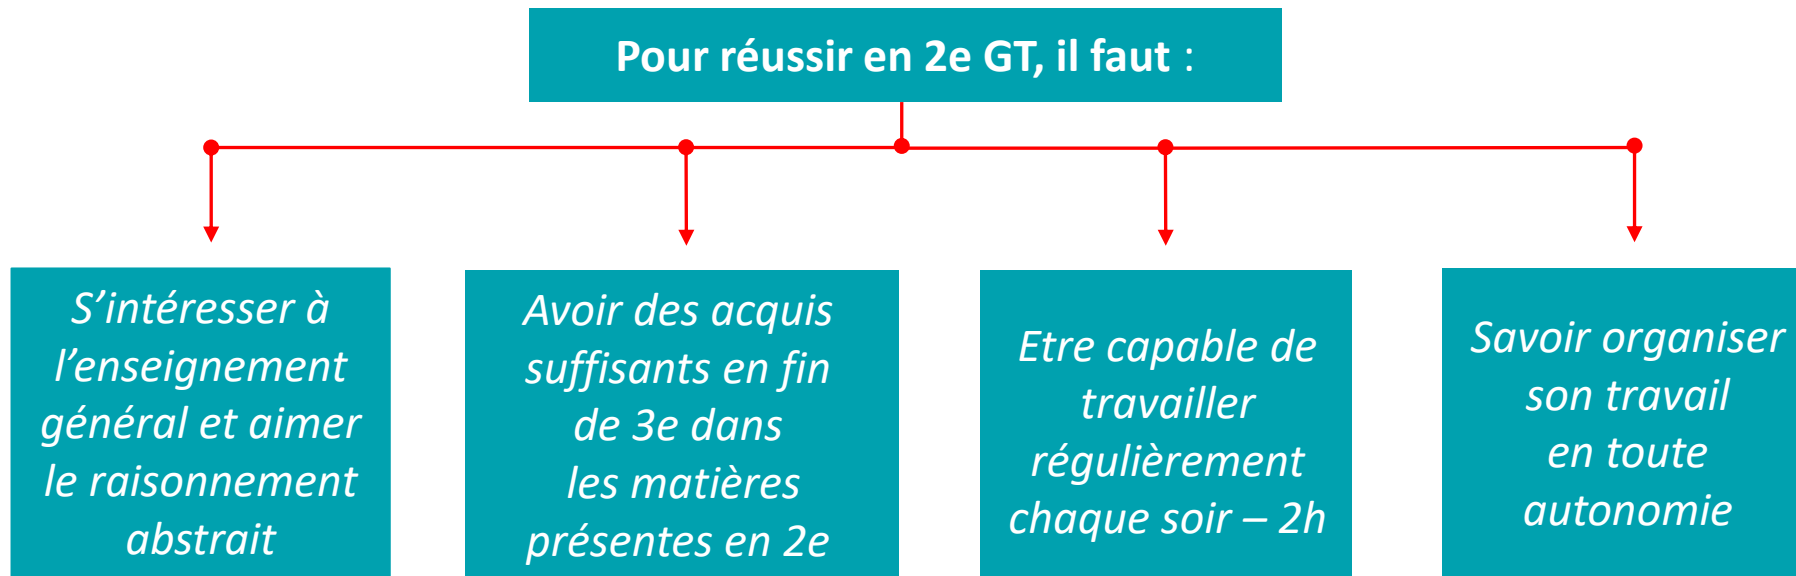 Pour réussir en 2e GT, il faut :
S’intéresser à
l’enseignement
général et aimer
le raisonnement
abstrait
Avoir des acquis
suffisants en fin
de 3e dans
les matières
présentes en 2e
Etre capable de
travailler
régulièrement
chaque soir – 2h
Savoir organiser
son travail
en toute
autonomie